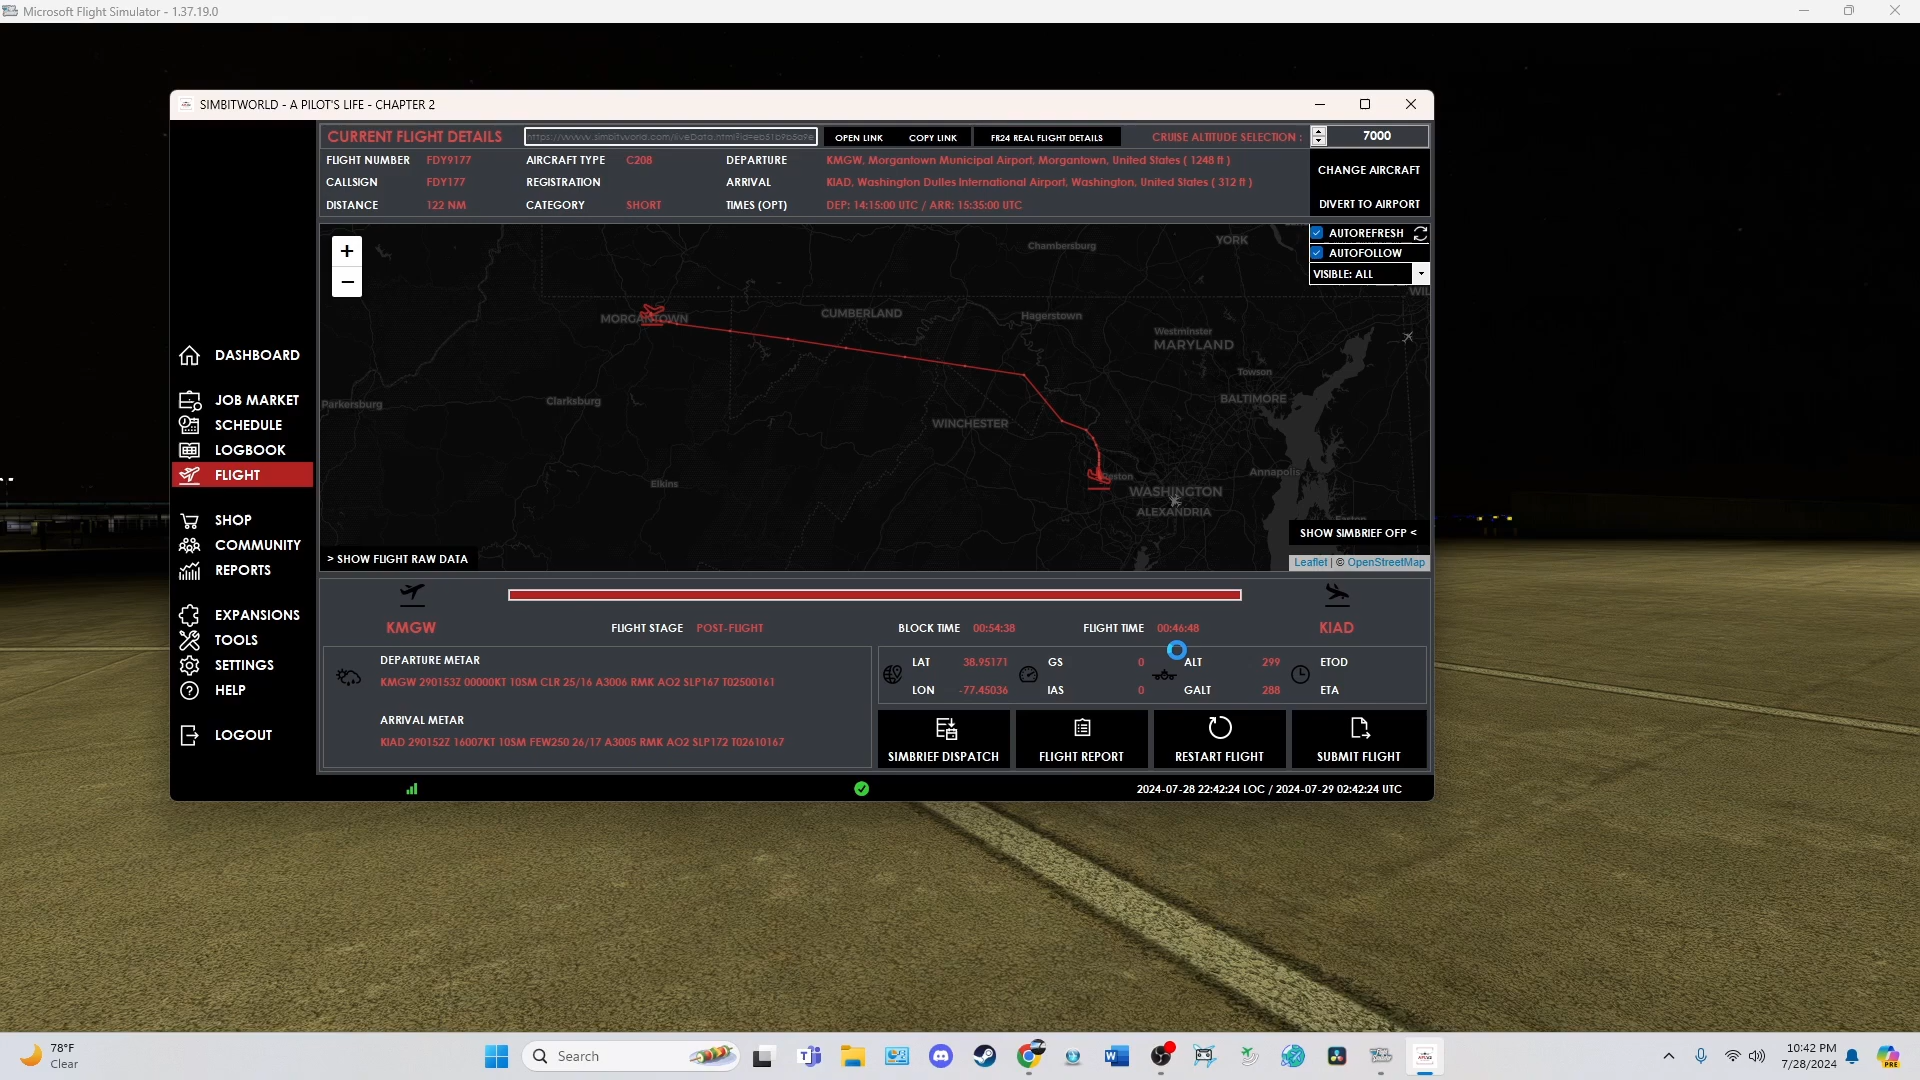 Microsoft Flight Simulator - 1.37.19.0
SIMBITWORLD - A PILOT'S LIFE - CHAPTER 2
CURRENT FLIGHT DETAILS
OPEN LINK
COPY LINK
FR24 REAL FLIGHT DETAILS
CRUISE ALTITUDE SELECTION :
7000
FLIGHT NUMBER FDY9177 AIRCRAFT TYPE C208 DEPARTURE KMGW, Morgantown Municipal Airport, Morgantown, United States ( 1248 ft )
CALLSIGN FDY177 REGISTRATION ARRIVAL KIAD, Washington Dulles International Airport, Washington, United States ( 312 ft )
DISTANCE 122 NM CATEGORY SHORT TIMES (OPT) DEP: 14:15:00 UTC / ARR: 15:35:00 UTC
CHANGE AIRCRAFT
DIVERT TO AIRPORT
AUTOREFRESH
AUTOFOLLOW
VISIBLE: ALL
+
−
YORK
Chambersburg
MORGANTOWN
CUMBERLAND
Hagerstown
Westminster
MARYLAND
Towson
BALTIMORE
Parkersburg
Clarksburg
WINCHESTER
Elkins
Reston
Annapolis
WASHINGTON
ALEXANDRIA
Easton
SHOW SIMBRIEF OFP <
> SHOW FLIGHT RAW DATA
Leaflet | © OpenStreetMap
DASHBOARD
JOB MARKET
SCHEDULE
LOGBOOK
FLIGHT
SHOP
COMMUNITY
REPORTS
EXPANSIONS
TOOLS
SETTINGS
HELP
LOGOUT
KMGW
FLIGHT STAGE POST-FLIGHT
BLOCK TIME 00:54:38
FLIGHT TIME 00:46:48
KIAD
DEPARTURE METAR
KMGW 290153Z 00000KT 10SM CLR 25/16 A3006 RMK AO2 SLP167 T02500161
ARRIVAL METAR
KIAD 290152Z 16007KT 10SM FEW250 26/17 A3005 RMK AO2 SLP172 T02610167
LAT 38.95171 GS 0 ALT 299 ETOD
LON -77.45036 IAS 0 GALT 288 ETA
SIMBRIEF DISPATCH
FLIGHT REPORT
RESTART FLIGHT
SUBMIT FLIGHT
2024-07-28 22:42:24 LOC / 2024-07-29 02:42:24 UTC
78°F
Clear
Search
10:42 PM
7/28/2024
PRE